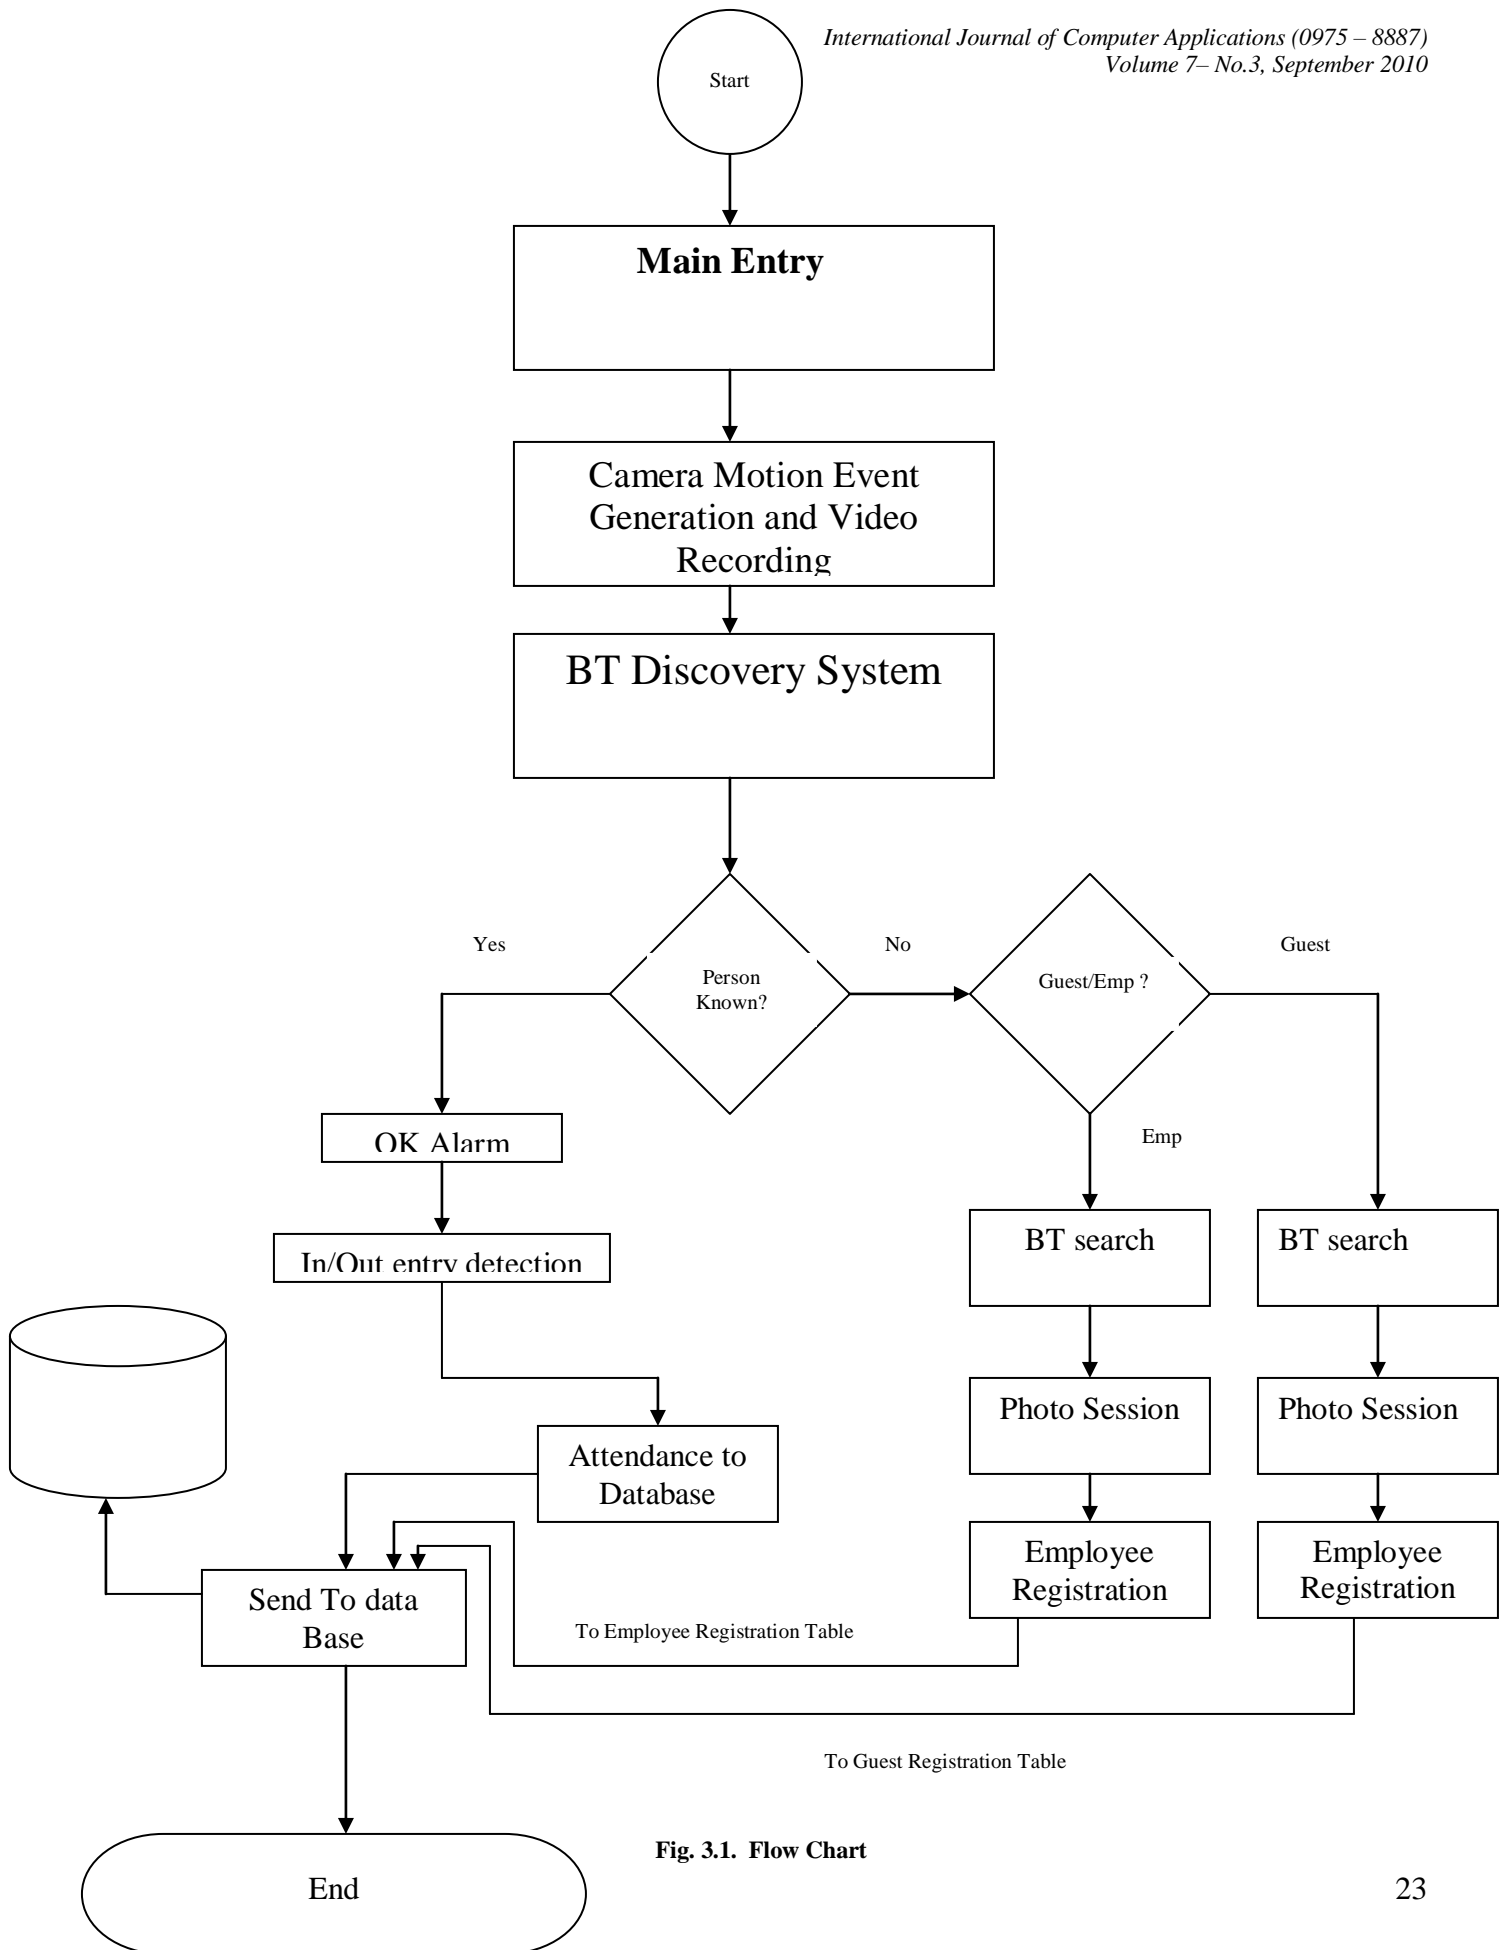 International Journal of Computer Applications (0975 – 8887)
Volume 7– No.3, September 2010
Start
Main Entry
Camera Motion Event
Generation and Video
Recording
BT Discovery System
Yes
Person
Known?
No
Guest/Emp ?
Guest
Emp
OK Alarm
In/Out entry detection
BT search
BT search
Photo Session
Photo Session
Attendance to
Database
Employee
Registration
Employee
Registration
Send To data
Base
To Employee Registration Table
To Guest Registration Table
Fig. 3.1.  Flow Chart
End
23